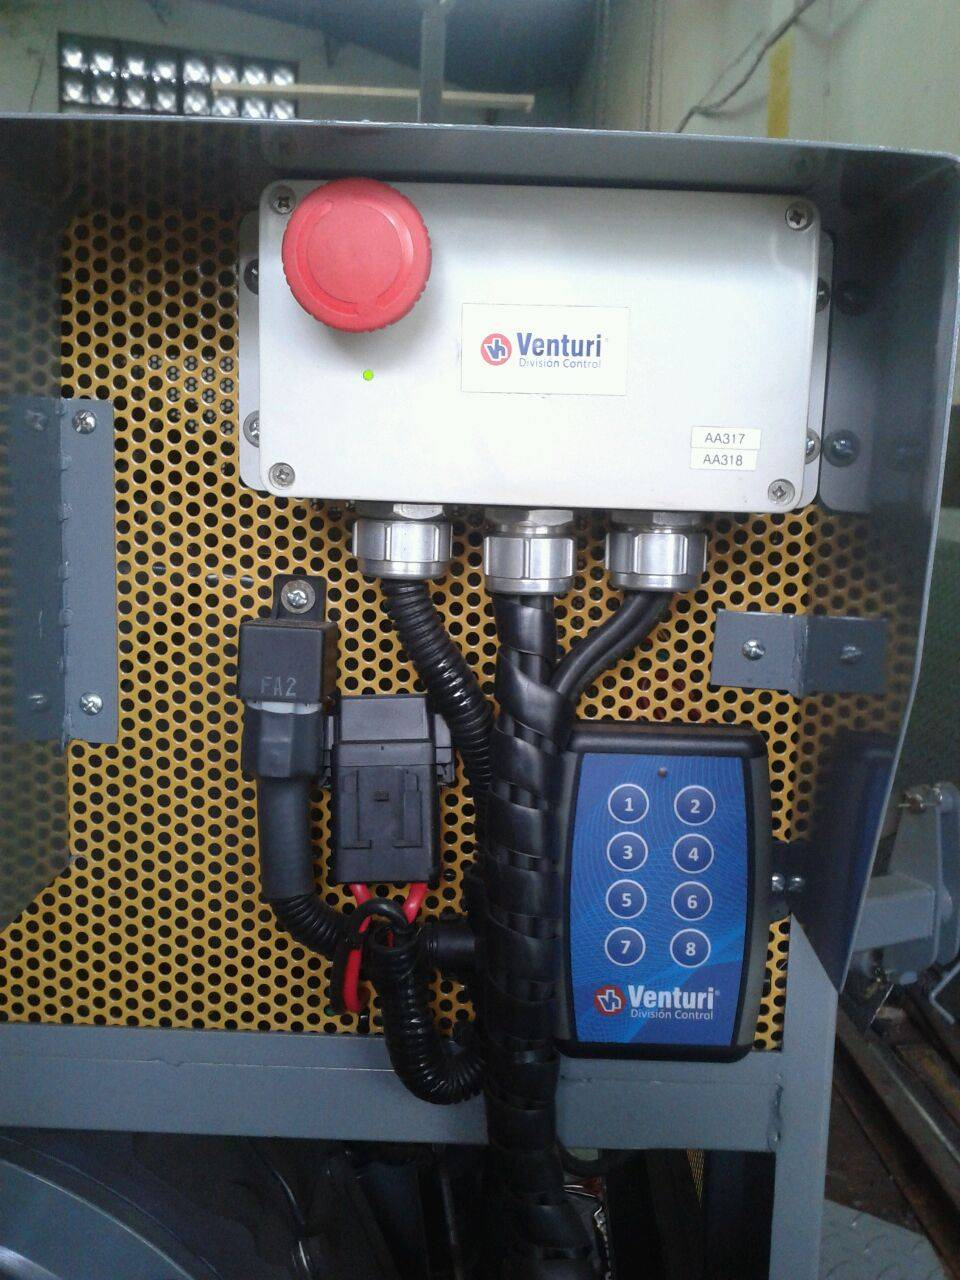 Venturi®
División Control
AA317
AA318
FA2
1 2
3 4
5 6
7 8
Venturi®
División Control